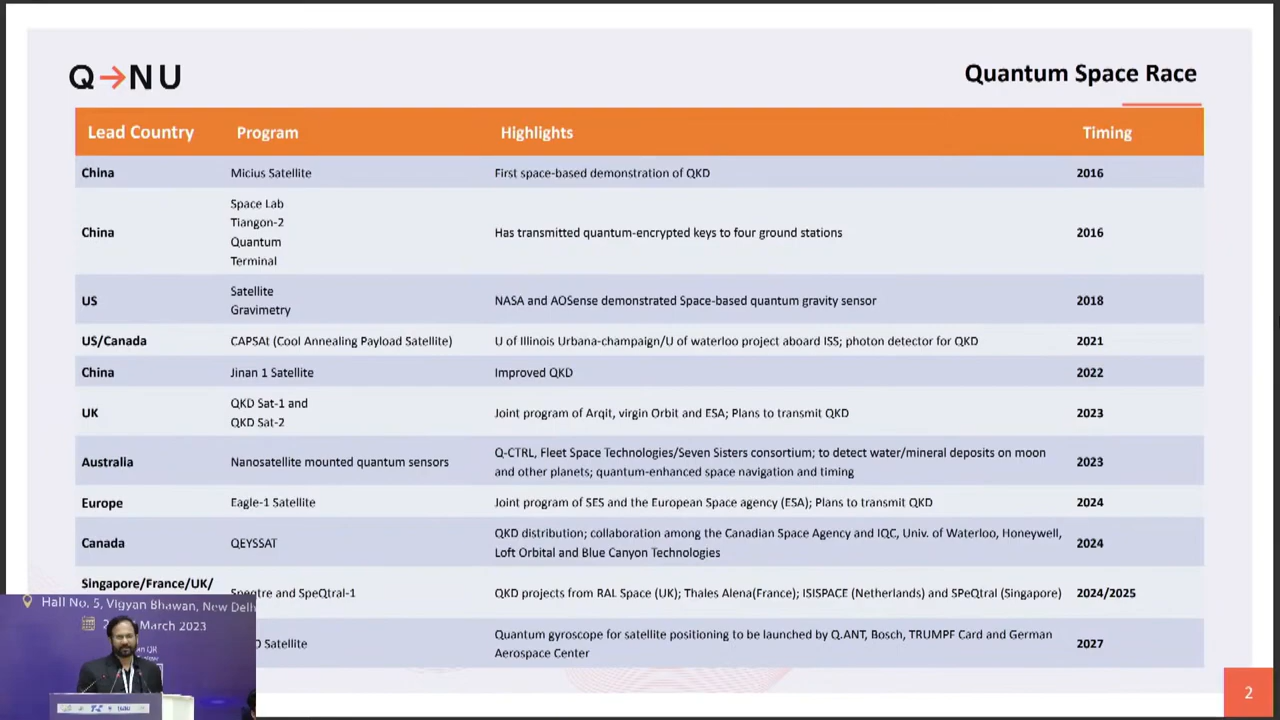 Q→NU
Quantum Space Race
Lead Country Program Highlights Timing
China Micius Satellite First space-based demonstration of QKD 2016
Space Lab
Tiangon-2
China Quantum Has transmitted quantum-encrypted keys to four ground stations 2016
Terminal
US Satellite NASA and AOSense demonstrated Space-based quantum gravity sensor 2018
Gravimetry
US/Canada CAPSAt (Cool Annealing Payload Satellite) U of Illinois Urbana-champaign/U of waterloo project aboard ISS; photon detector for QKD 2021
China Jinan 1 Satellite Improved QKD 2022
UK QKD Sat-1 and Joint program of Arqit, virgin Orbit and ESA; Plans to transmit QKD 2023
QKD Sat-2
Australia Nanosatellite mounted quantum sensors Q-CTRL, Fleet Space Technologies/Seven Sisters consortium; to detect water/mineral deposits on moon 2023
and other planets; quantum-enhanced space navigation and timing
Europe Eagle-1 Satellite Joint program of SES and the European Space agency (ESA); Plans to transmit QKD 2024
Canada QEYSSAT QKD distribution; collaboration among the Canadian Space Agency and IQC, Univ. of Waterloo, Honeywell, 2024
Loft Orbital and Blue Canyon Technologies
Singapore/France/UK/
and SpeQtral-1 QKD projects from RAL Space (UK); Thales Alena(France); ISISPACE (Netherlands) and SPeQtral (Singapore) 2024/2025
Satellite Quantum gyroscope for satellite positioning to be launched by Q.ANT, Bosch, TRUMPF Card and German 2027
Aerospace Center
Hall No. 5, Vigyan Bhawan, New Delh
March 2023
2